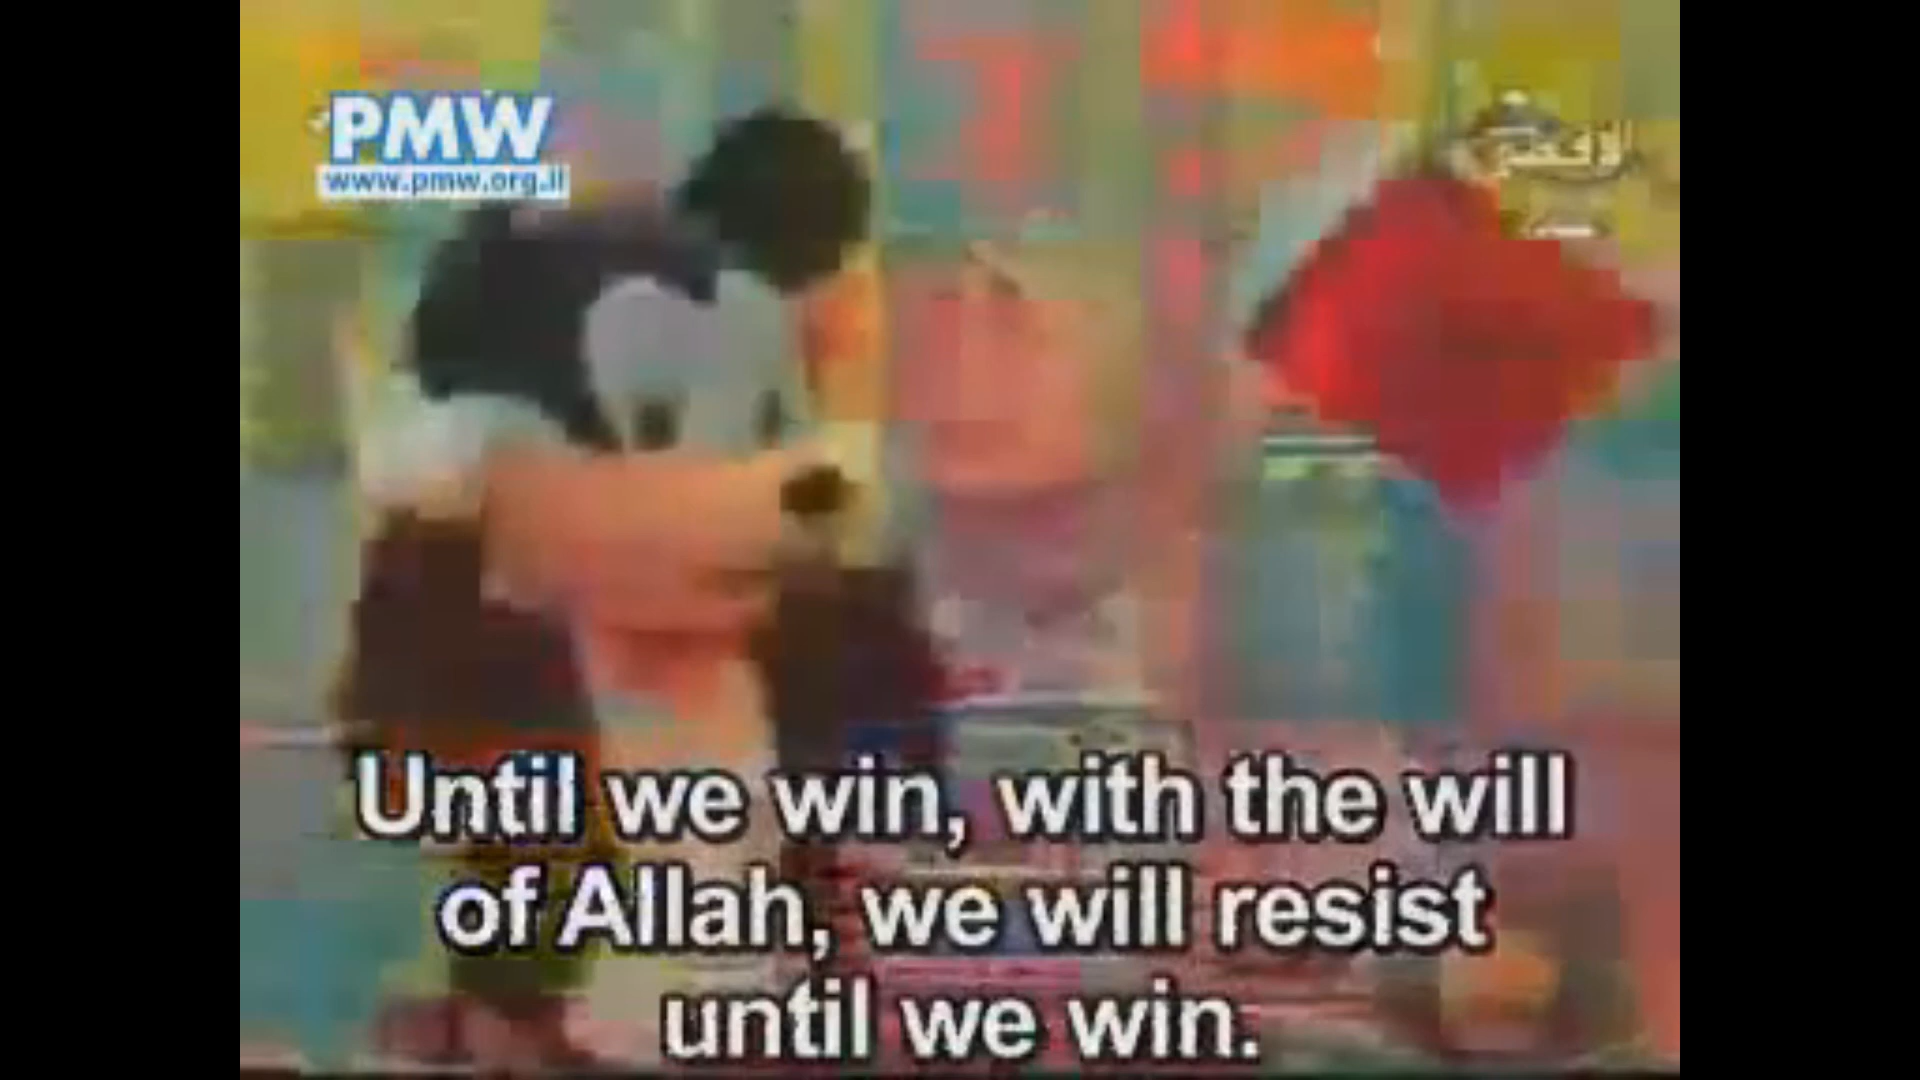 PMW
www.pmw.org.il
Until we win, with the will
of Allah, we will resist
until we win.